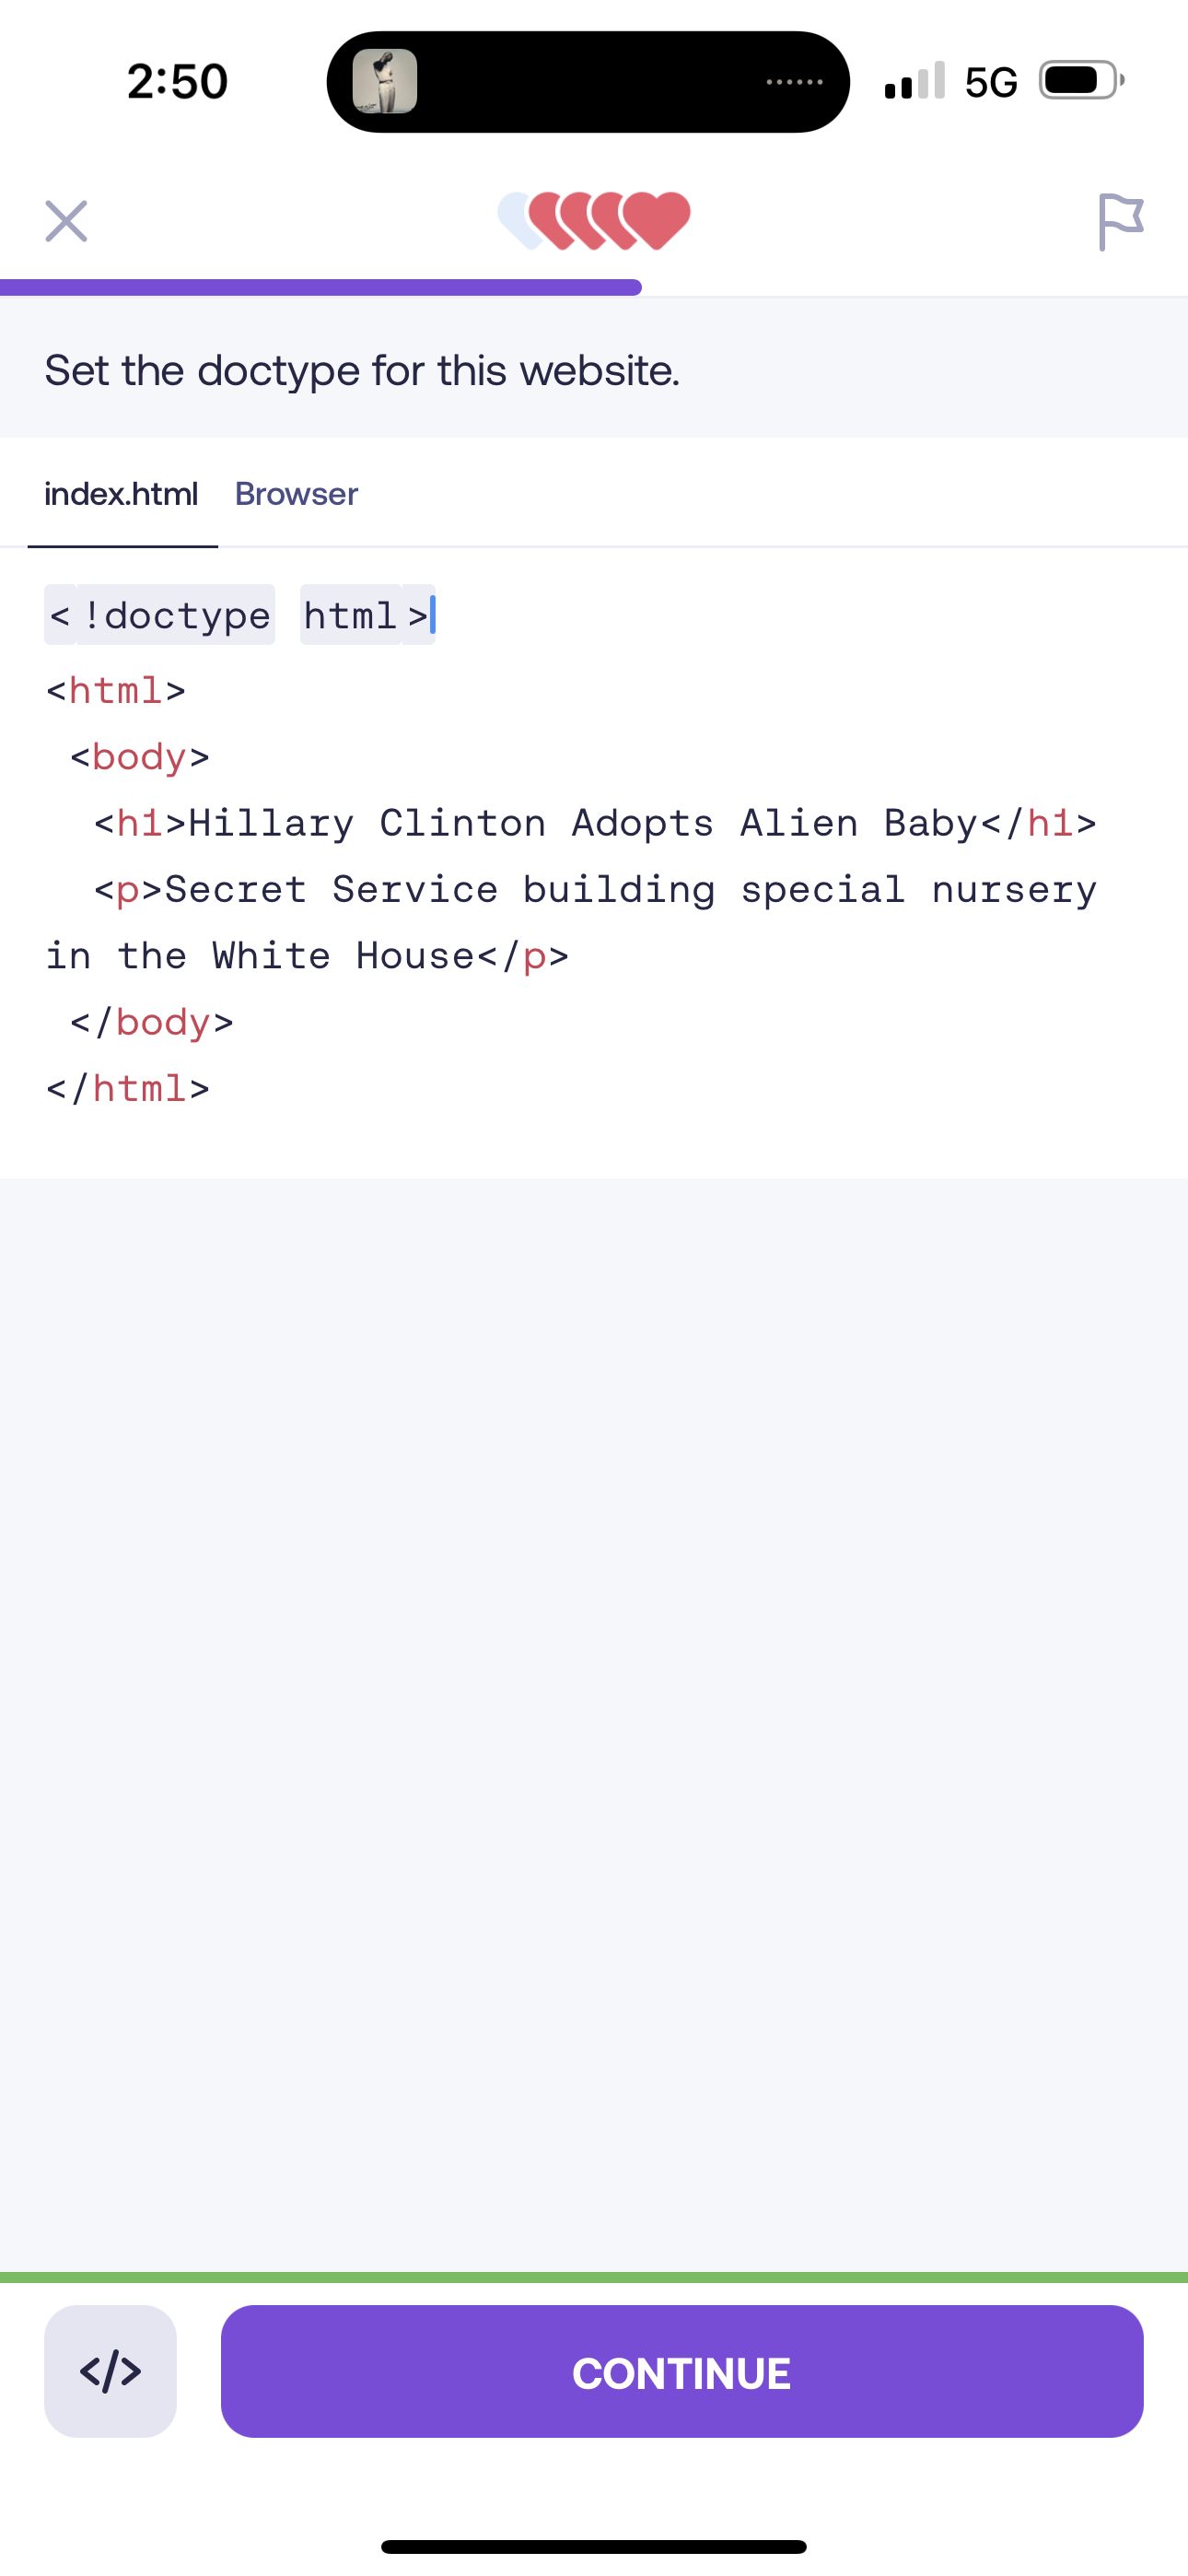 2:50
5G
Set the doctype for this website.
index.html Browser
<!doctype html>
<html>
<body>
<h1>Hillary Clinton Adopts Alien Baby</h1>
<p>Secret Service building special nursery
in the White House</p>
</body>
</html>
</> CONTINUE